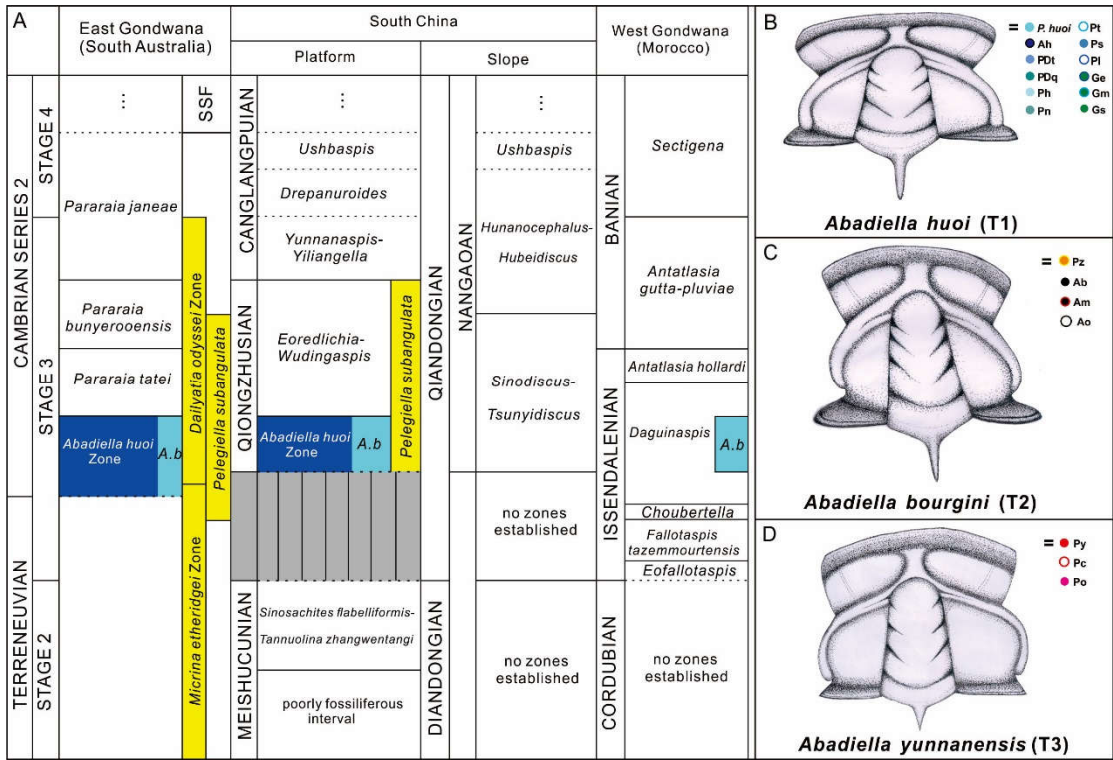 A
East Gondwana
(South Australia)
South China
Platform
Slope
West Gondwana
(Morocco)
CAMBRIAN SERIES 2
TERRENEUVIAN
STAGE 4
STAGE 3
STAGE 2
...
Pararaia janeae
Pararaia
bunyerooensis
Pararaia tatei
Abadiella huoi
Zone
A.b
SSF
Dailyatia odyssei Zone
Micrina etheridgei Zone
Pelegiella subangulata
CANGLANGPUIAN
QIONGZHUSIAN
MEISHUCUNIAN
...
Ushbaspis
Drepanuroides
Yunnanaspis-
Yiliangella
Eoredlichia-
Wudingaspis
Abadiella huoi
Zone
A.b
Pelegiella subangulata
Sinosachites flabelliformis-
Tannuolina zhangwentangi
poorly fossiliferous
interval
QIANDONGIAN
DIANDONGIAN
NANGAOAN
...
Ushbaspis
Hunanocephalus-
Hubeidiscus
Sinodiscus-
Tsunyidiscus
no zones
established
no zones
established
BANIAN
ISSENDALENIAN
CORDUBIAN
Sectigena
Antatlasia
gutta-pluviae
Antatlasia hollardi
Daguinaspis
A.b
Choubertella
Fallotaspis
tazemmourtensis
Eofallotaspis
no zones
established
B
= P. huoi Pt
Ah Ps
PDt Pl
PDq Ge
Ph Gm
Pn Gs
Abadiella huoi (T1)
C
= Pz
Ab
Am
Ao
Abadiella bourgini (T2)
D
= Py
Pc
Po
Abadiella yunnanensis (T3)